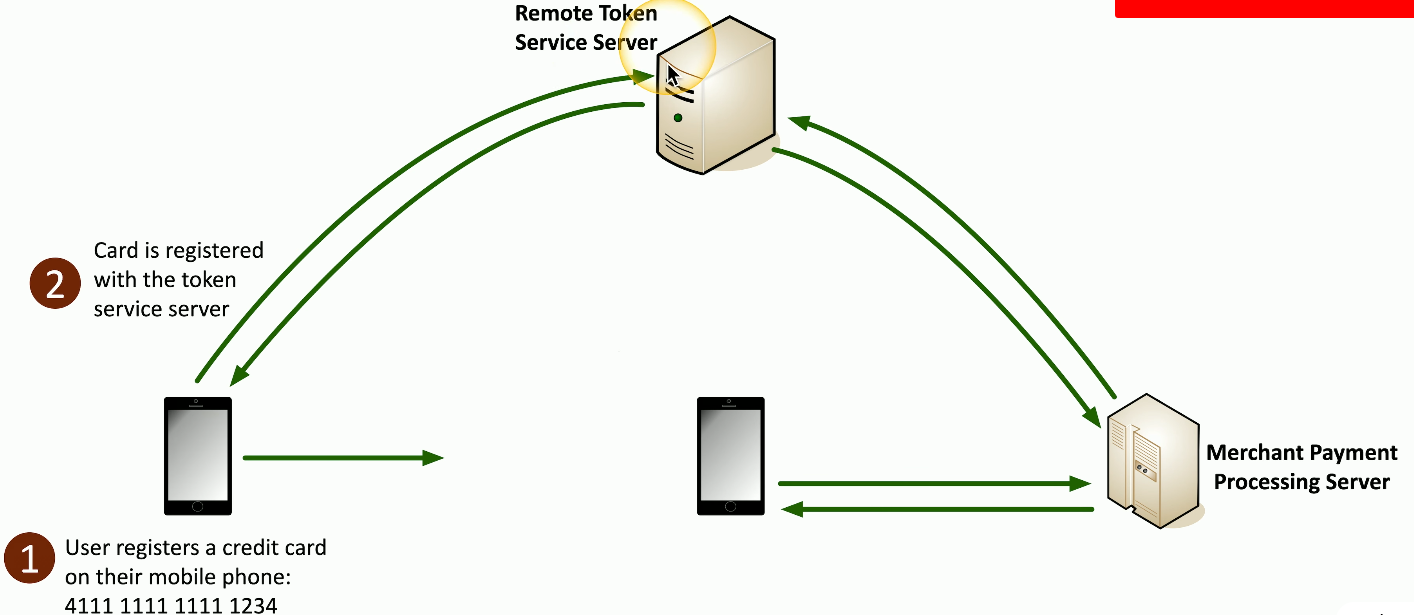 Remote Token
Service Server
2
Card is registered
with the token
service server
1
User registers a credit card
on their mobile phone:
4111 1111 1111 1234
Merchant Payment
Processing Server